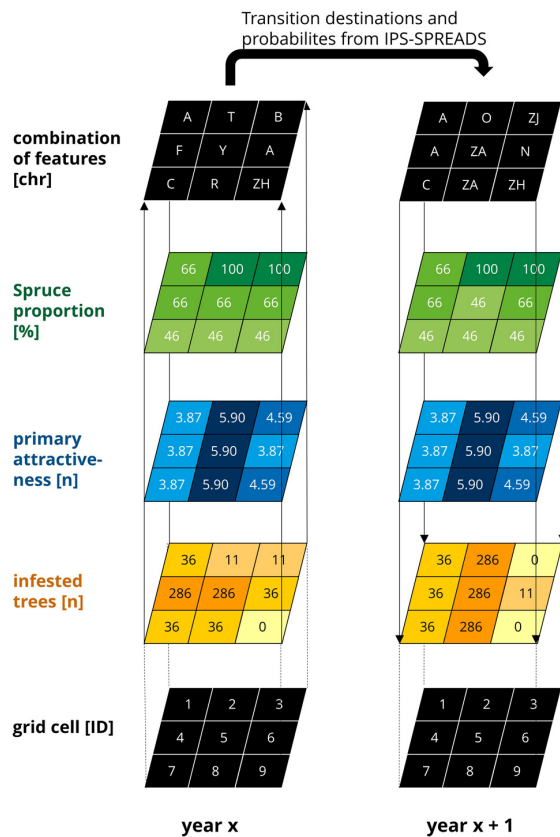 Transition destinations and
probabilites from IPS-SPREADS
combination
of features
[chr]
A T B
F Y A
C R ZH
A O ZJ
A ZA N
C ZA ZH
Spruce
proportion
[%]
66 100 100
66 66 66
46 46 46
66 100 100
66 46 66
46 46 46
primary
attractive-
ness [n]
3.87 5.90 4.59
3.87 5.90 3.87
3.87 5.90 4.59
3.87 5.90 4.59
3.87 5.90 3.87
3.87 5.90 4.59
infested
trees [n]
36 11 11
286 286 36
36 36 0
36 286 0
36 286 11
36 286 0
grid cell [ID]
1 2 3
4 5 6
7 8 9
1 2 3
4 5 6
7 8 9
year x
year x + 1